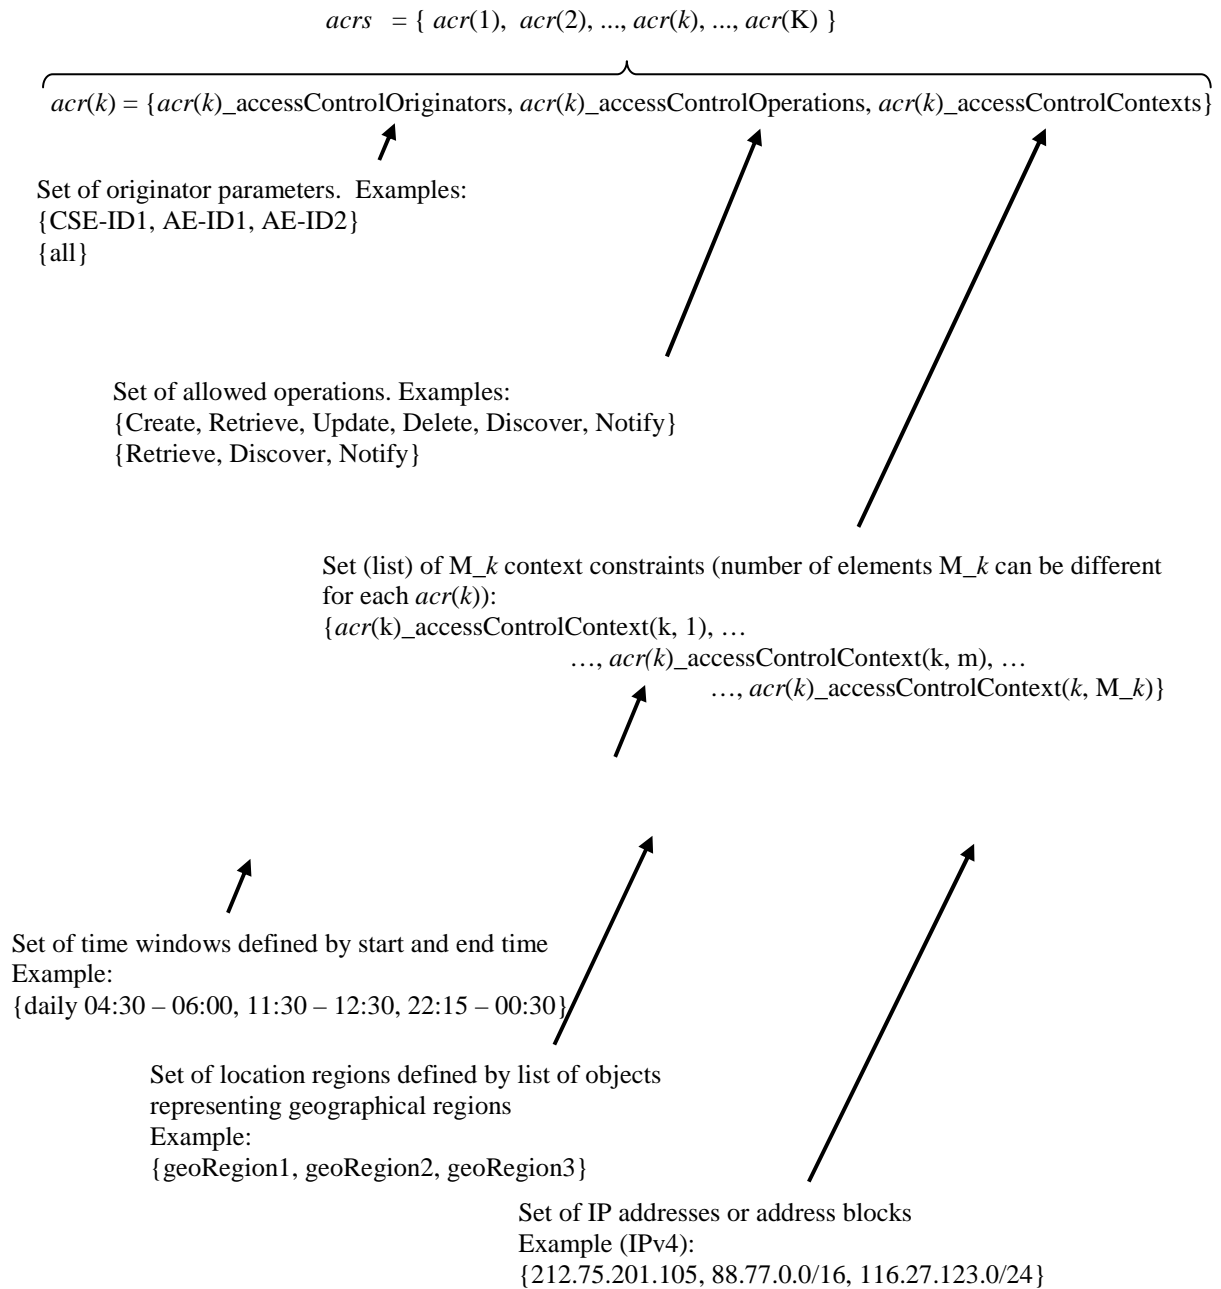 acrs = { acr(1), acr(2), ..., acr(k), ..., acr(K) }
acr(k) = {acr(k)_accessControlOriginators, acr(k)_accessControlOperations, acr(k)_accessControlContexts}
Set of originator parameters. Examples:
{CSE-ID1, AE-ID1, AE-ID2}
{all}
Set of allowed operations. Examples:
{Create, Retrieve, Update, Delete, Discover, Notify}
{Retrieve, Discover, Notify}
Set (list) of M_k context constraints (number of elements M_k can be different
for each acr(k)):
{acr(k)_accessControlContext(k, 1), …
…, acr(k)_accessControlContext(k, m), …
…, acr(k)_accessControlContext(k, M_k)}
Set of time windows defined by start and end time
Example:
{daily 04:30 – 06:00, 11:30 – 12:30, 22:15 – 00:30}
Set of location regions defined by list of objects
representing geographical regions
Example:
{geoRegion1, geoRegion2, geoRegion3}
Set of IP addresses or address blocks
Example (IPv4):
{212.75.201.105, 88.77.0.0/16, 116.27.123.0/24}